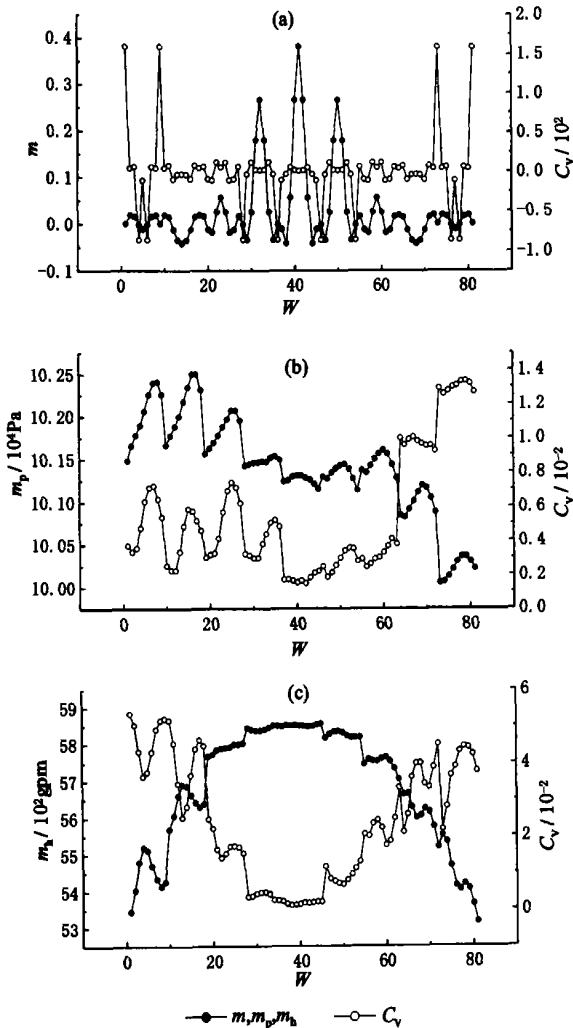 (a)
0.4
0.3
0.2
0.1
0.0
-0.1
m
2.0
1.5
1.0
0.5
0.0
-0.5
-1.0
C_v / 10^2
0 20 40 60 80
W
(b)
10.25
10.20
10.15
10.10
10.05
10.00
m_p / 10^4Pa
1.4
1.2
1.0
0.8
0.6
0.4
0.2
0.0
C_v / 10^-2
0 20 40 60 80
W
(c)
59
58
57
56
55
54
53
m_h / 10^2gpm
6
4
2
0
C_v / 10^-2
0 20 40 60 80
W
m, m_p, m_h C_v